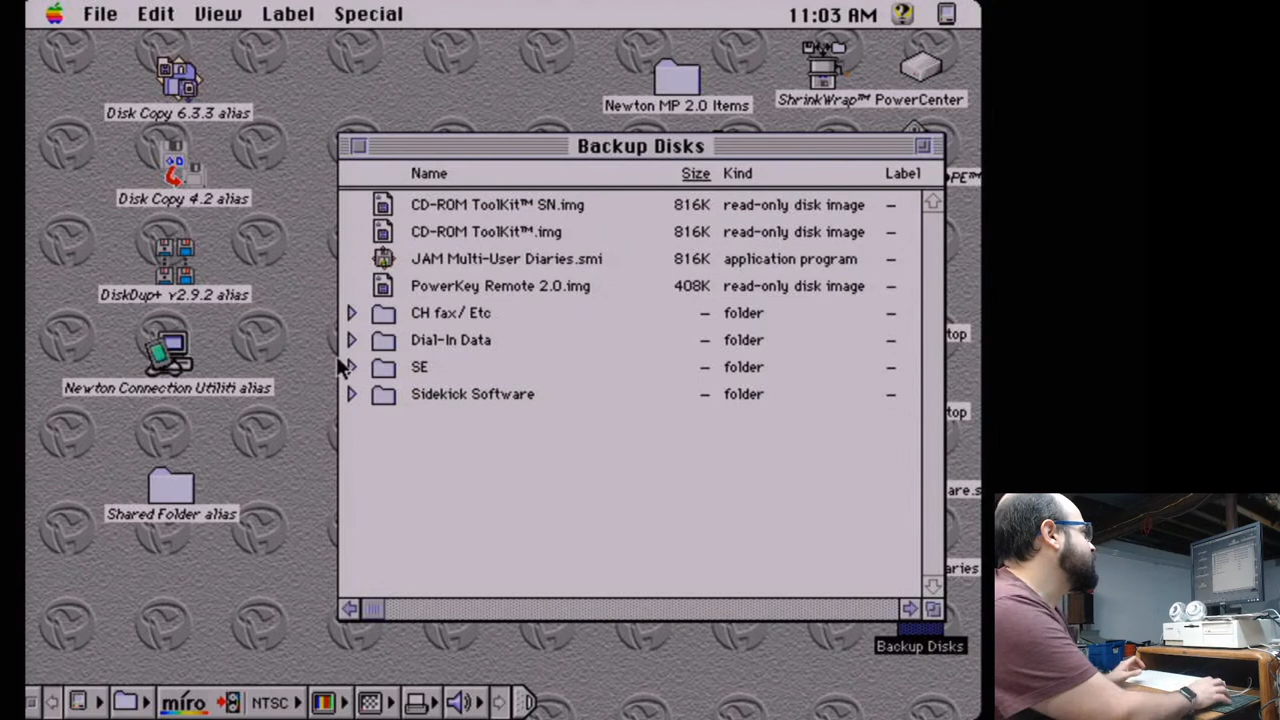 File Edit View Label Special 11:03 AM
Disk Copy 6.3.3 alias
Newton MP 2.0 Items
ShrinkWrap™ PowerCenter
Disk Copy 4.2 alias
DiskDup+ v2.9.2 alias
Newton Connection Utiliti alias
Shared Folder alias
Backup Disks
Name Size Kind Label
CD-ROM ToolKit™ SN.img 816K read-only disk image –
CD-ROM ToolKit™.img 816K read-only disk image –
JAM Multi-User Diaries.smi 816K application program –
PowerKey Remote 2.0.img 408K read-only disk image –
CH fax/ Etc – folder –
Dial-In Data – folder –
SE – folder –
Sidekick Software – folder –
PE™
top
top
are.s
aries
Backup Disks
miro NTSC